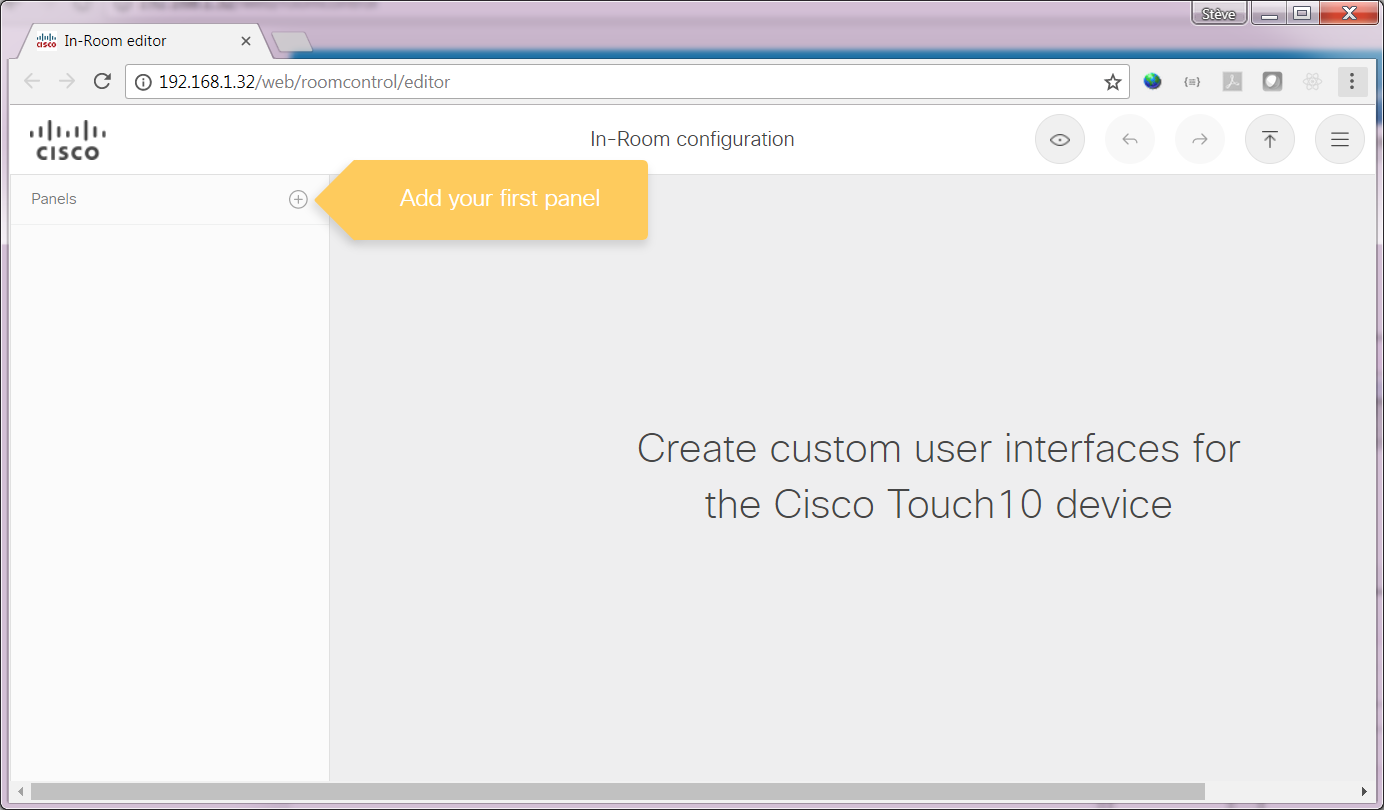 Stève
In-Room editor
192.168.1.32/web/roomcontrol/editor
CISCO
In-Room configuration
Panels
Add your first panel
Create custom user interfaces for
the Cisco Touch10 device